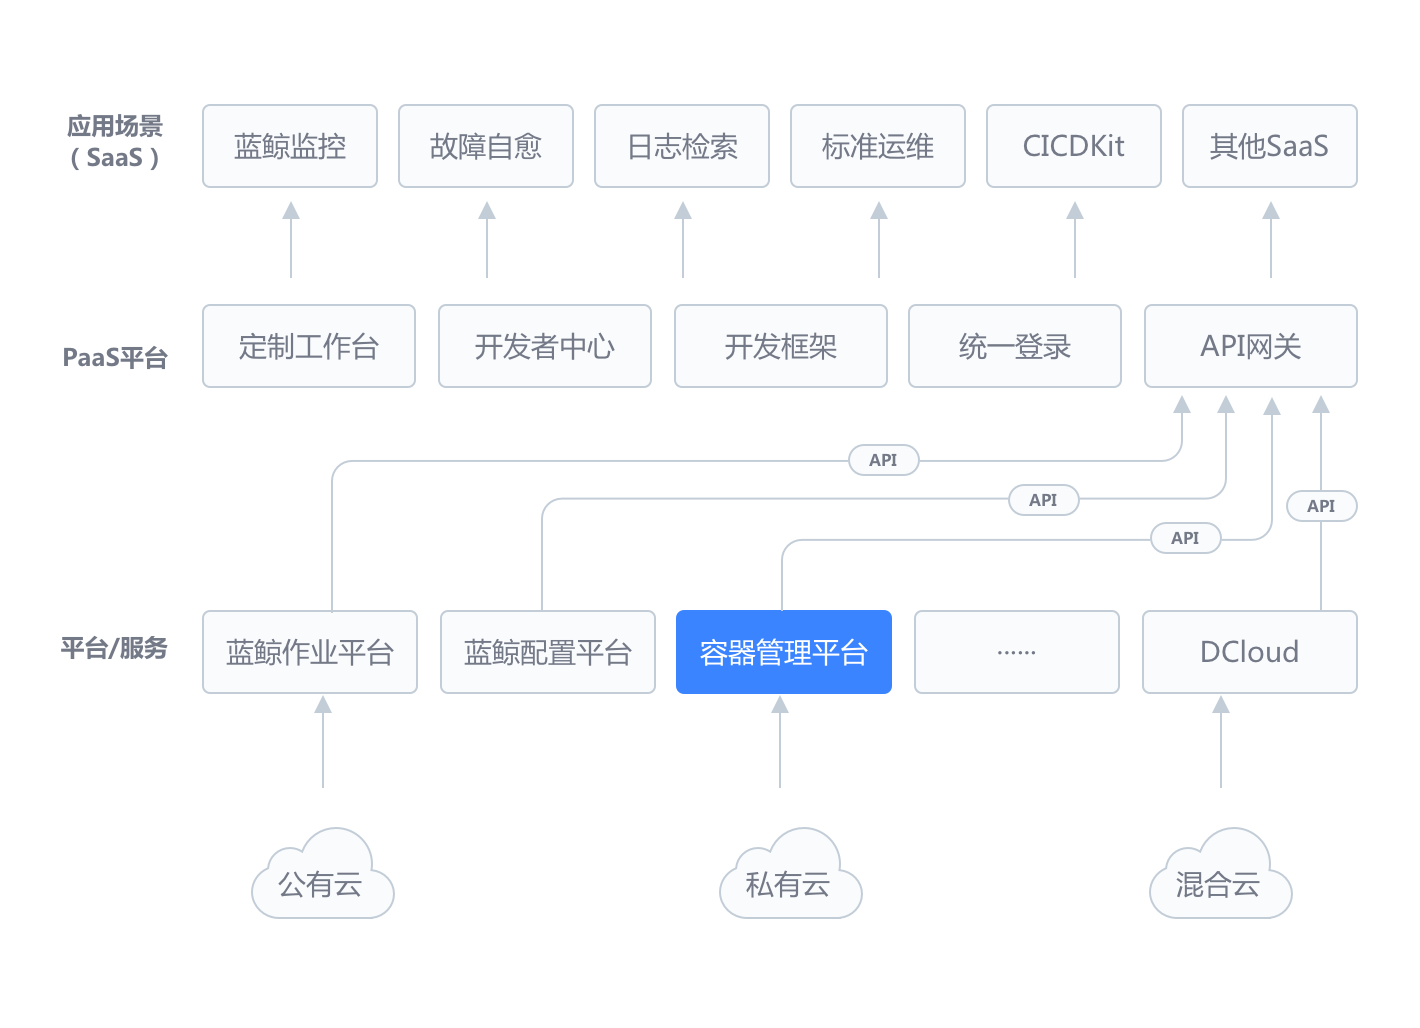 应用场景
（SaaS）
蓝鲸监控
故障自愈
日志检索
标准运维
CICDKit
其他SaaS
PaaS平台
定制工作台
开发者中心
开发框架
统一登录
API网关
API
API
API
API
平台/服务
蓝鲸作业平台
蓝鲸配置平台
容器管理平台
······
DCloud
公有云
私有云
混合云